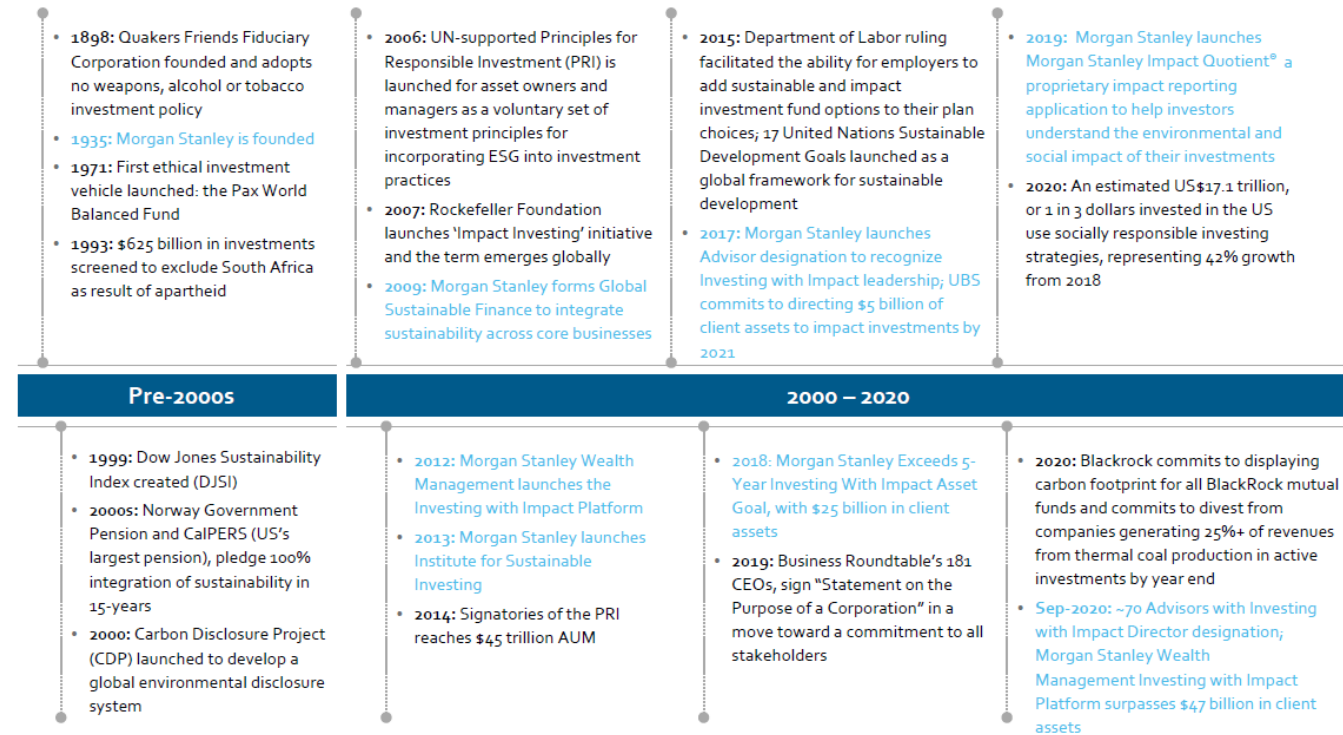 • 1898: Quakers Friends Fiduciary
Corporation founded and adopts
no weapons, alcohol or tobacco
investment policy
• 1935: Morgan Stanley is founded
• 1971: First ethical investment
vehicle launched: the Pax World
Balanced Fund
• 1993: $625 billion in investments
screened to exclude South Africa
as result of apartheid
• 2006: UN-supported Principles for
Responsible Investment (PRI) is
launched for asset owners and
managers as a voluntary set of
investment principles for
incorporating ESG into investment
practices
• 2007: Rockefeller Foundation
launches ‘Impact Investing’ initiative
and the term emerges globally
• 2009: Morgan Stanley forms Global
Sustainable Finance to integrate
sustainability across core businesses
• 2015: Department of Labor ruling
facilitated the ability for employers to
add sustainable and impact
investment fund options to their plan
choices; 17 United Nations Sustainable
Development Goals launched as a
global framework for sustainable
development
• 2017: Morgan Stanley launches
Advisor designation to recognize
Investing with Impact leadership; UBS
commits to directing $5 billion of
client assets to impact investments by
2021
• 2019: Morgan Stanley launches
Morgan Stanley Impact Quotient® a
proprietary impact reporting
application to help investors
understand the environmental and
social impact of their investments
• 2020: An estimated US$17.1 trillion,
or 1 in 3 dollars invested in the US
use socially responsible investing
strategies, representing 42% growth
from 2018
Pre-2000s
2000 – 2020
• 1999: Dow Jones Sustainability
Index created (DJSI)
• 2000s: Norway Government
Pension and CalPERS (US’s
largest pension), pledge 100%
integration of sustainability in
15-years
• 2000: Carbon Disclosure Project
(CDP) launched to develop a
global environmental disclosure
system
• 2012: Morgan Stanley Wealth
Management launches the
Investing with Impact Platform
• 2013: Morgan Stanley launches
Institute for Sustainable
Investing
• 2014: Signatories of the PRI
reaches $45 trillion AUM
• 2018: Morgan Stanley Exceeds 5-
Year Investing With Impact Asset
Goal, with $25 billion in client
assets
• 2019: Business Roundtable’s 181
CEOs, sign “Statement on the
Purpose of a Corporation” in a
move toward a commitment to all
stakeholders
• 2020: Blackrock commits to displaying
carbon footprint for all BlackRock mutual
funds and commits to divest from
companies generating 25%+ of revenues
from thermal coal production in active
investments by year end
• Sep-2020: ~70 Advisors with Investing
with Impact Director designation;
Morgan Stanley Wealth
Management Investing with Impact
Platform surpasses $47 billion in client
assets